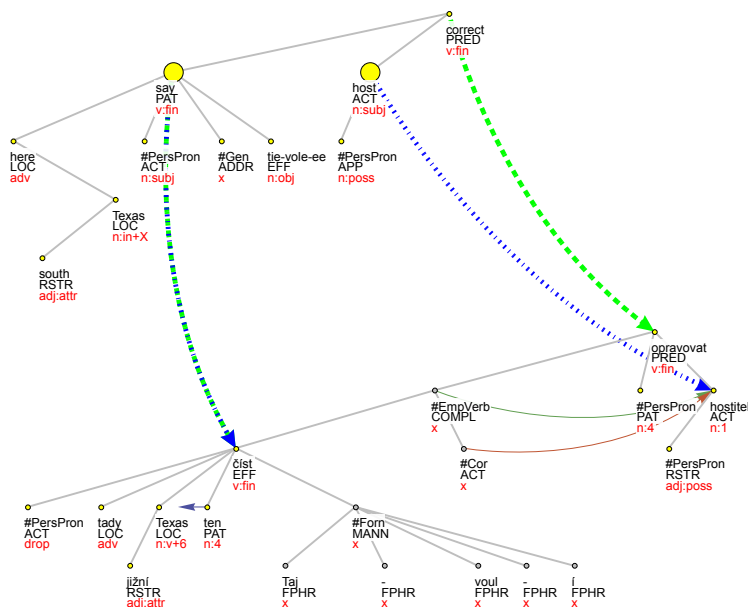 correct
PRED
v:fin
say
PAT
v:fin
host
ACT
n:subj
here
LOC
adv
#PersPron
ACT
n:subj
#Gen
ADDR
x
tie-vole-ee
EFF
n:obj
#PersPron
APP
n:poss
Texas
LOC
n:in+X
south
RSTR
adj:attr
opravovat
PRED
v:fin
#EmpVerb
COMPL
x
#PersPron
PAT
n:4
hostitel
ACT
n:1
číst
EFF
v:fin
#Cor
ACT
x
#PersPron
RSTR
adj:poss
#PersPron
ACT
drop
tady
LOC
adv
Texas
LOC
n:v+6
ten
PAT
n:4
#Forn
MANN
x
jižní
RSTR
adj:attr
Taj
FPHR
x
-
FPHR
x
voul
FPHR
x
-
FPHR
x
í
FPHR
x